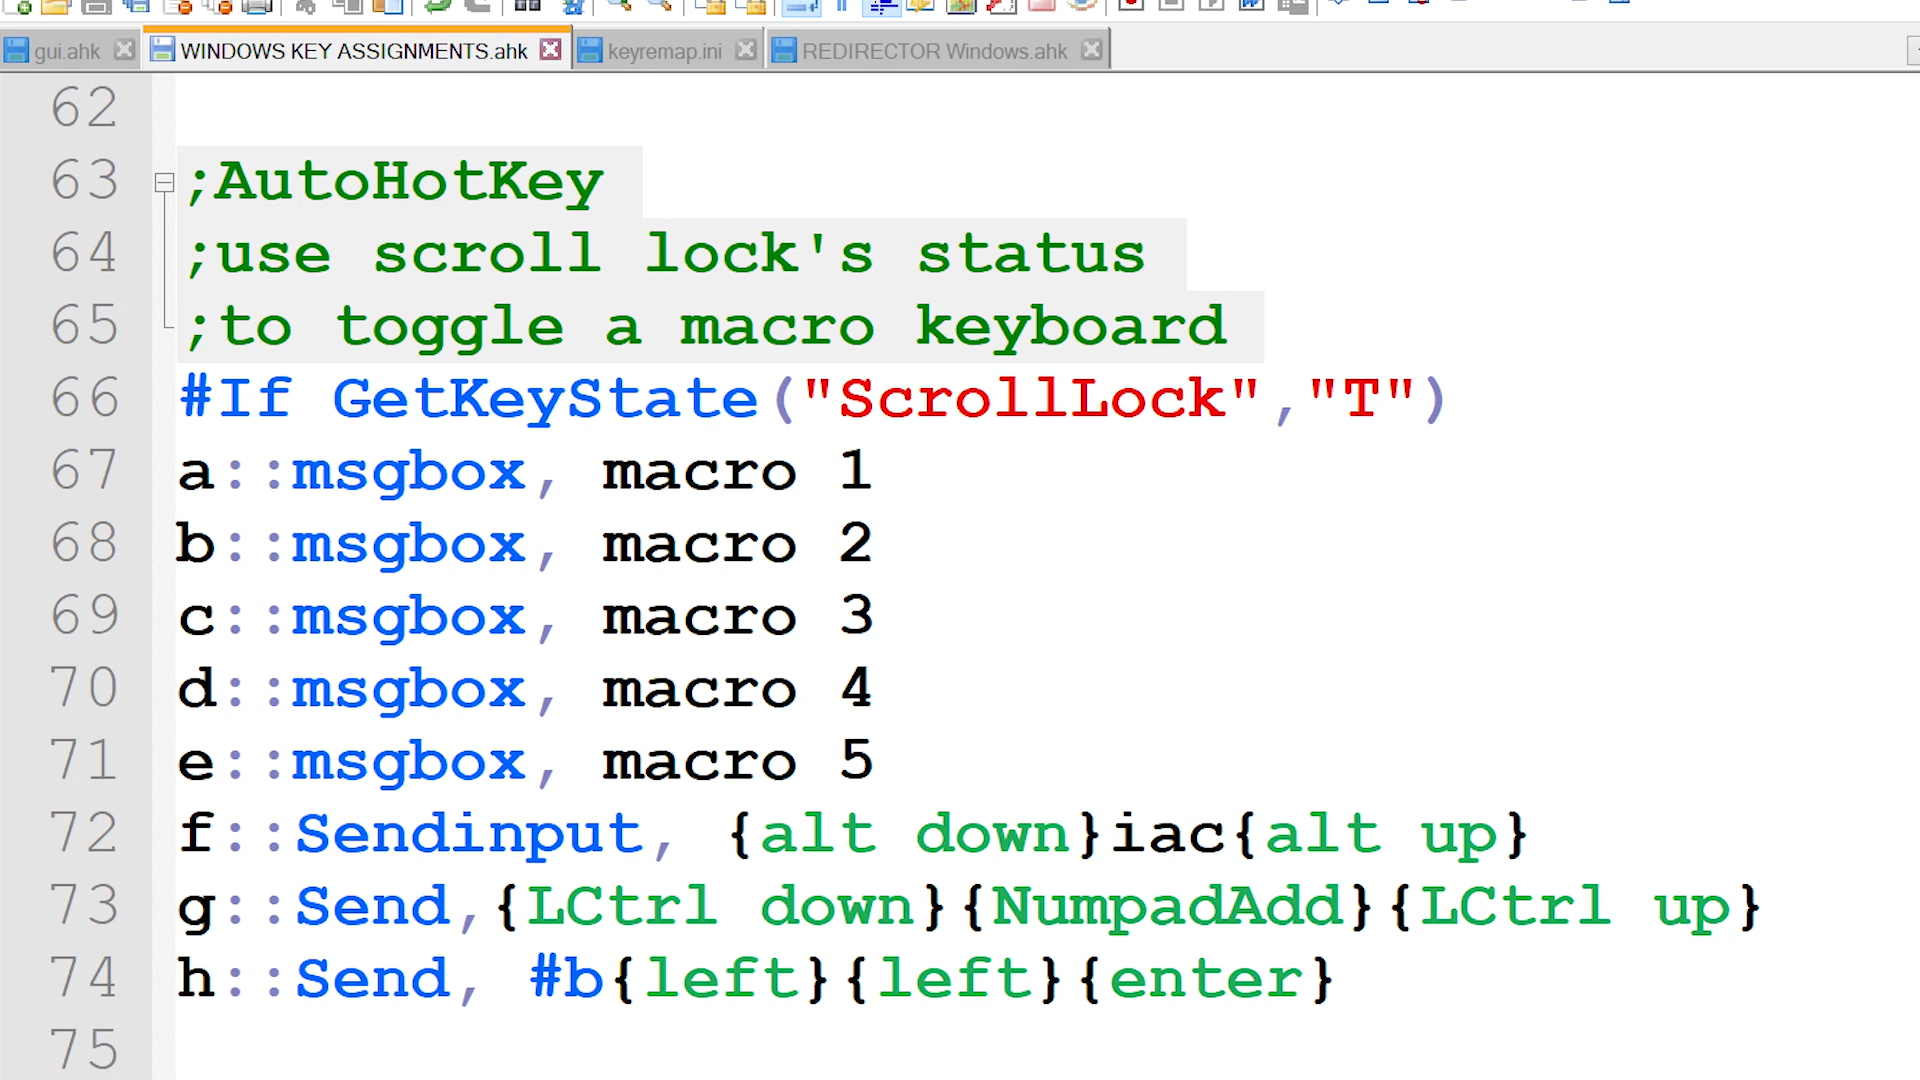 gui.ahk WINDOWS KEY ASSIGNMENTS.ahk keyremap.ini REDIRECTOR Windows.ahk
62
63 ;AutoHotKey
64 ;use scroll lock's status
65 ;to toggle a macro keyboard
66 #If GetKeyState("ScrollLock","T")
67 a::msgbox, macro 1
68 b::msgbox, macro 2
69 c::msgbox, macro 3
70 d::msgbox, macro 4
71 e::msgbox, macro 5
72 f::Sendinput, {alt down}iac{alt up}
73 g::Send,{LCtrl down}{NumpadAdd}{LCtrl up}
74 h::Send, #b{left}{left}{enter}
75